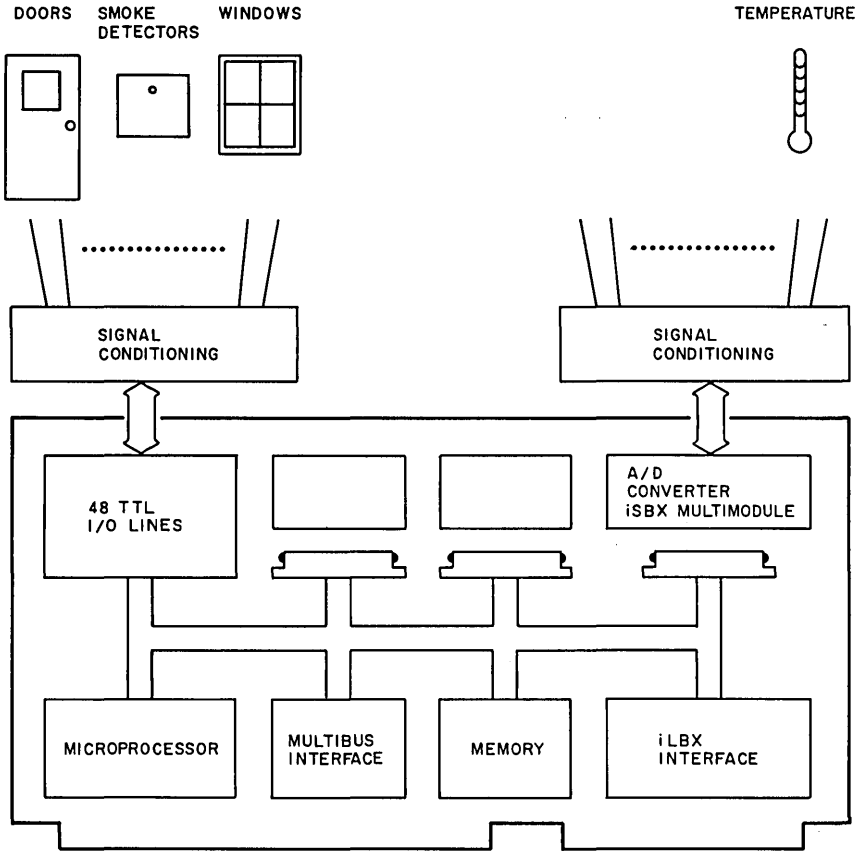 DOORS
SMOKE
DETECTORS
WINDOWS
TEMPERATURE
SIGNAL
CONDITIONING
SIGNAL
CONDITIONING
48 TTL
I/O LINES
A/D
CONVERTER
iSBX MULTIMODULE
MICROPROCESSOR
MULTIBUS
INTERFACE
MEMORY
iLBX
INTERFACE